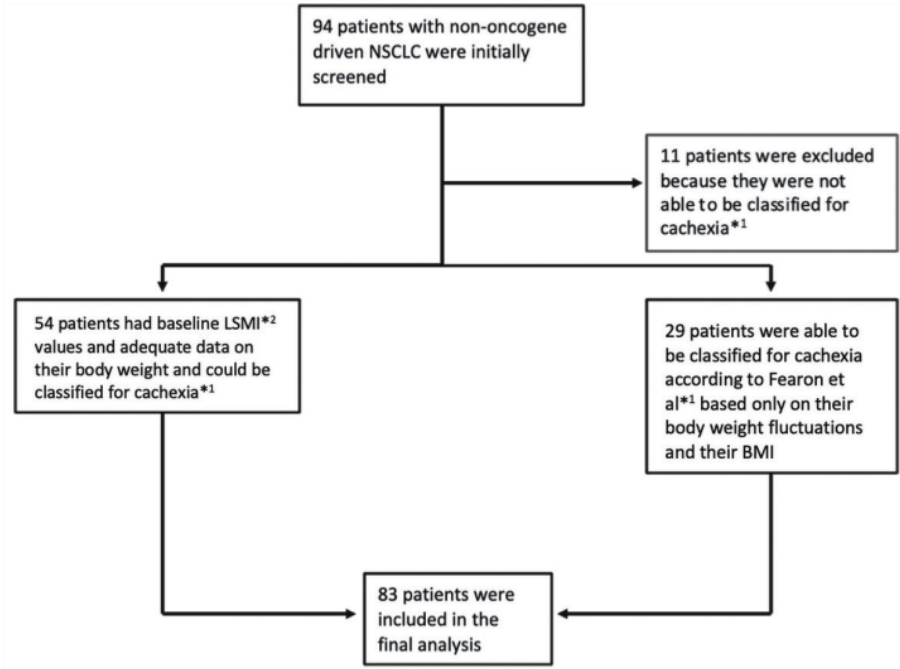 94 patients with non-oncogene
driven NSCLC were initially
screened
11 patients were excluded
because they were not
able to be classified for
cachexia*1
54 patients had baseline LSMI*2
values and adequate data on
their body weight and could be
classified for cachexia*1
29 patients were able to
be classified for cachexia
according to Fearon et
al*1 based only on their
body weight fluctuations
and their BMI
83 patients were
included in the
final analysis